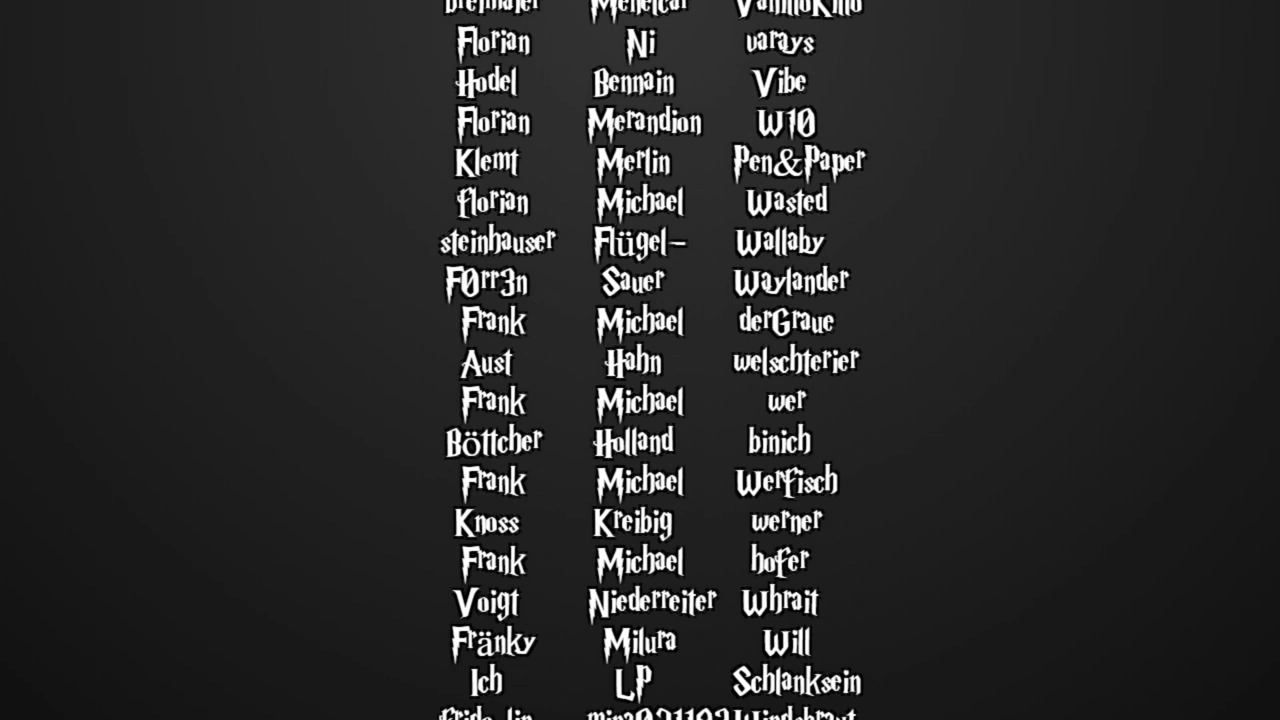 Menelcar VanilloKillo
Florian Ni varays
Hodel Bennain Vibe
Florian Merandion W10
Klemt Merlin Pen&Paper
florian Michael Wasted
steinhauser Flügel- Wallaby
F0rr3n Sauer Waylander
Frank Michael derGraue
Aust Hahn welschterier
Frank Michael wer
Böttcher Holland binich
Frank Michael Werfisch
Knoss Kreibig werner
Frank Michael hofer
Voigt Niederreiter Whrait
Fränky Milura Will
Ich LP Schlanksein